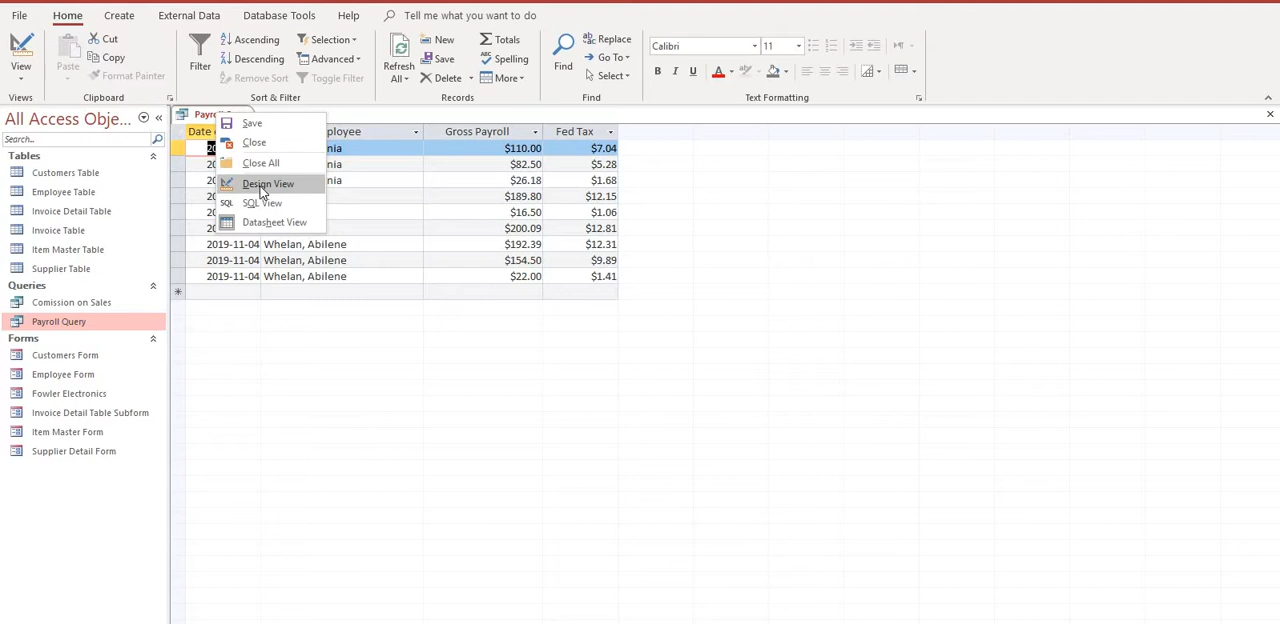 File Home Create External Data Database Tools Help Tell me what you want to do
View Paste Cut Copy Format Painter Filter Ascending Descending Remove Sort Selection Advanced Toggle Filter Refresh All New Save Delete Totals Spelling More Find Replace Go To Select Calibri 11 B I U A
Views Clipboard Sort & Filter Records Find Text Formatting
All Access Obje...
Search...
Tables
Customers Table
Employee Table
Invoice Detail Table
Invoice Table
Item Master Table
Supplier Table
Queries
Comission on Sales
Payroll Query
Forms
Customers Form
Employee Form
Fowler Electronics
Invoice Detail Table Subform
Item Master Form
Supplier Detail Form
Save
Close
Close All
Design View
SQL SQL View
Datasheet View
Date Gross Payroll Fed Tax
$110.00 $7.04
$82.50 $5.28
$26.18 $1.68
$189.80 $12.15
$16.50 $1.06
$200.09 $12.81
2019-11-04 Whelan, Abilene $192.39 $12.31
2019-11-04 Whelan, Abilene $154.50 $9.89
2019-11-04 Whelan, Abilene $22.00 $1.41